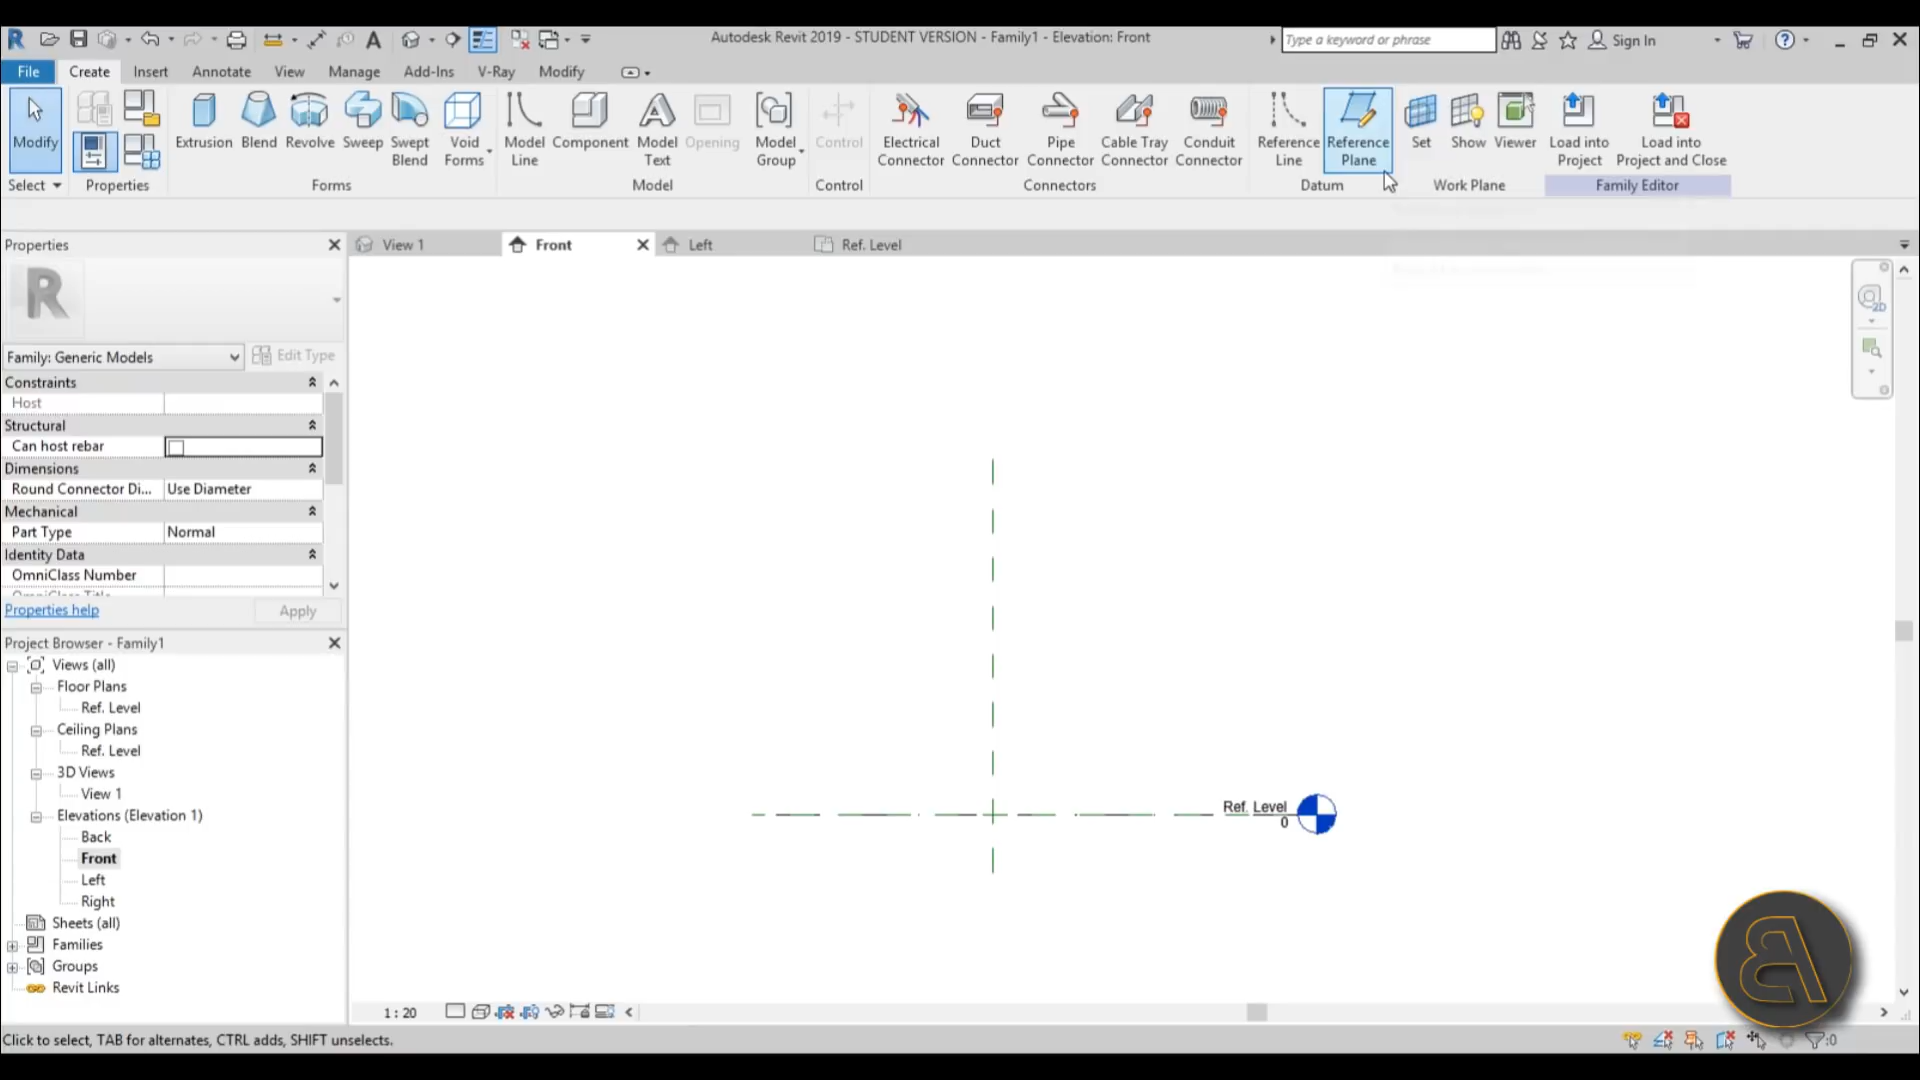 Autodesk Revit 2019 - STUDENT VERSION - Family1 - Elevation: Front
Type a keyword or phrase
Sign In
File Create Insert Annotate View Manage Add-Ins V-Ray Modify
Modify
Extrusion Blend Revolve Sweep Swept Blend Void Forms
Model Line Component Model Text Opening Model Group
Control
Electrical Connector Duct Connector Pipe Connector Cable Tray Connector Conduit Connector
Reference Line Reference Plane
Set Show Viewer
Load into Project Load into Project and Close
Select Properties Forms Model Control Connectors Datum Work Plane Family Editor
Properties
View 1 Front Left Ref. Level
R
2D
Family: Generic Models Edit Type
Constraints
Host
Structural
Can host rebar
Dimensions
Round Connector Di... Use Diameter
Mechanical
Part Type Normal
Identity Data
OmniClass Number
Properties help Apply
Project Browser - Family1
Views (all)
Floor Plans
Ref. Level
Ceiling Plans
Ref. Level
3D Views
View 1
Elevations (Elevation 1)
Back
Front
Left
Right
Sheets (all)
Families
Groups
Revit Links
Ref. Level
0
1 : 20
Click to select, TAB for alternates, CTRL adds, SHIFT unselects.
:0